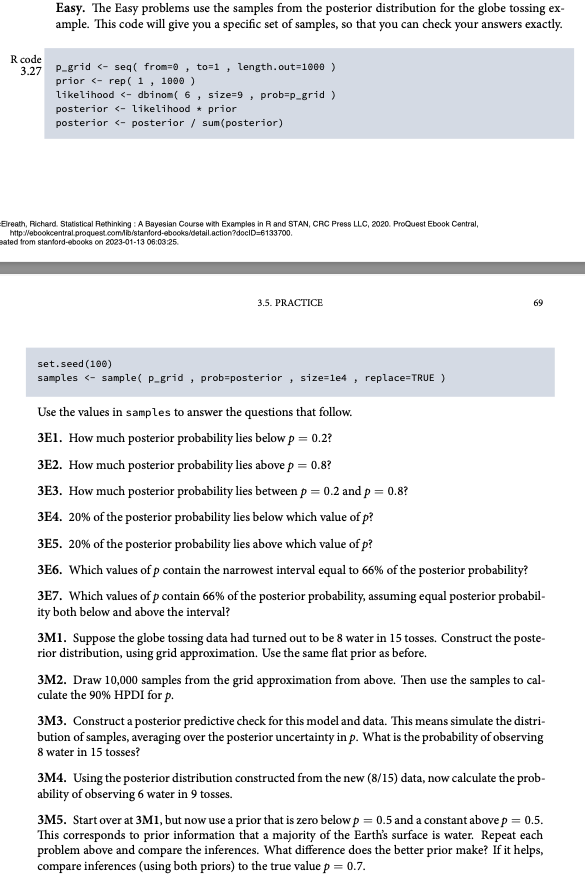 Easy. The Easy problems use the samples from the posterior distribution for the globe tossing ex-
ample. This code will give you a specific set of samples, so that you can check your answers exactly.
R code
3.27
p_grid <- seq( from=0 , to=1 , length.out=1000 )
prior <- rep( 1 , 1000 )
likelihood <- dbinom( 6 , size=9 , prob=p_grid )
posterior <- likelihood * prior
posterior <- posterior / sum(posterior)
cElreath, Richard. Statistical Rethinking : A Bayesian Course with Examples in R and STAN, CRC Press LLC, 2020. ProQuest Ebook Central,
http://ebookcentral.proquest.com/lib/stanford-ebooks/detail.action?docID=6133700.
eated from stanford-ebooks on 2023-01-13 06:03:25.
3.5. PRACTICE 69
set.seed(100)
samples <- sample( p_grid , prob=posterior , size=1e4 , replace=TRUE )
Use the values in samples to answer the questions that follow.
3E1. How much posterior probability lies below p = 0.2?
3E2. How much posterior probability lies above p = 0.8?
3E3. How much posterior probability lies between p = 0.2 and p = 0.8?
3E4. 20% of the posterior probability lies below which value of p?
3E5. 20% of the posterior probability lies above which value of p?
3E6. Which values of p contain the narrowest interval equal to 66% of the posterior probability?
3E7. Which values of p contain 66% of the posterior probability, assuming equal posterior probabil-
ity both below and above the interval?
3M1. Suppose the globe tossing data had turned out to be 8 water in 15 tosses. Construct the poste-
rior distribution, using grid approximation. Use the same flat prior as before.
3M2. Draw 10,000 samples from the grid approximation from above. Then use the samples to cal-
culate the 90% HPDI for p.
3M3. Construct a posterior predictive check for this model and data. This means simulate the distri-
bution of samples, averaging over the posterior uncertainty in p. What is the probability of observing
8 water in 15 tosses?
3M4. Using the posterior distribution constructed from the new (8/15) data, now calculate the prob-
ability of observing 6 water in 9 tosses.
3M5. Start over at 3M1, but now use a prior that is zero below p = 0.5 and a constant above p = 0.5.
This corresponds to prior information that a majority of the Earth's surface is water. Repeat each
problem above and compare the inferences. What difference does the better prior make? If it helps,
compare inferences (using both priors) to the true value p = 0.7.